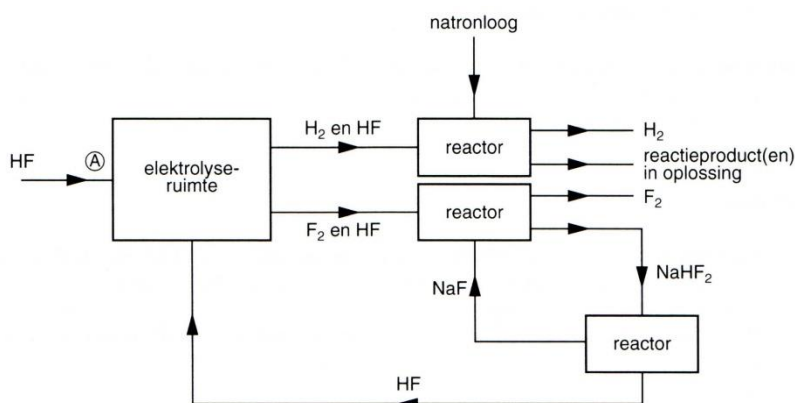 natronloog
H₂ en HF
H₂
HF
Ⓐ
elektrolyse-
ruimte
reactor
reactieproduct(en)
in oplossing
reactor
F₂
F₂ en HF
NaF
NaHF₂
reactor
HF